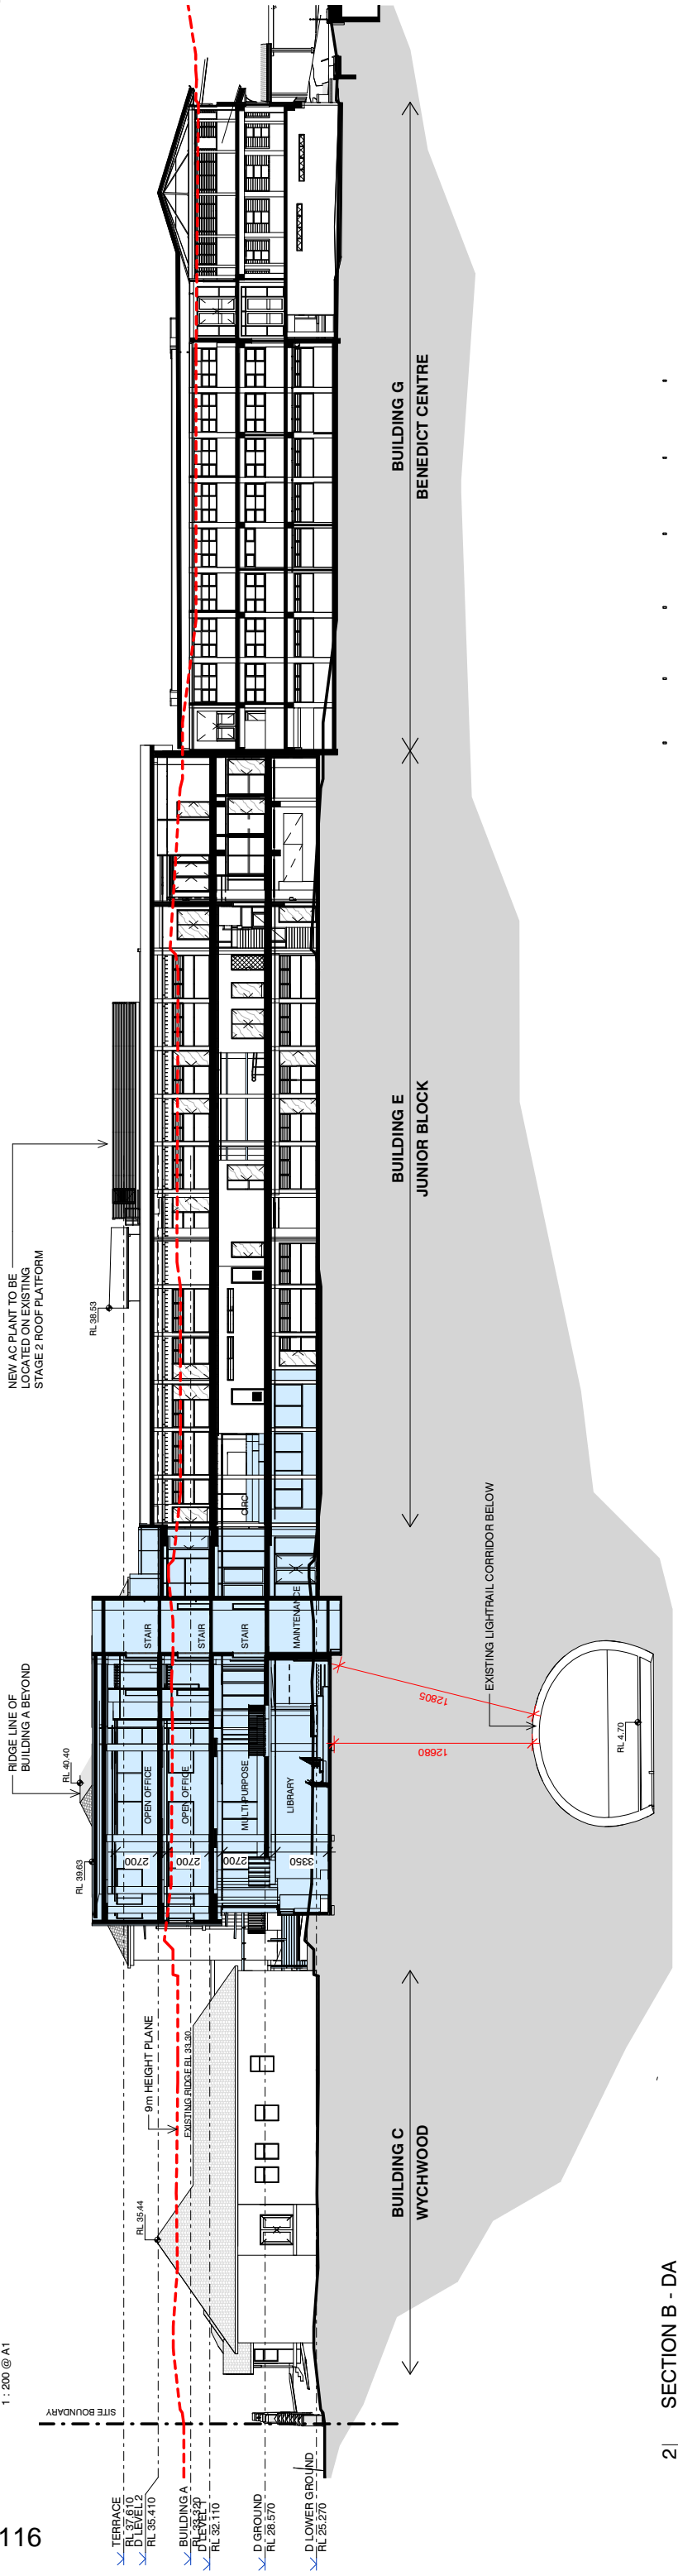 1 : 200 @ A1
116
SITE BOUNDARY
TERRACE
RL 37.610
D LEVEL 2
RL 35.410
BUILDING A
RL 33.320
D LEVEL 1
RL 32.110
D GROUND
RL 28.570
D LOWER GROUND
RL 25.270
RL 35.44
9m HEIGHT PLANE
EXISTING RIDGE RL 33.30
BUILDING C
WYCHWOOD
RIDGE LINE OF
BUILDING A BEYOND
RL 40.40
RL 39.63
2700
2700
2700
3350
OPEN OFFICE
OPEN OFFICE
MULTI-PURPOSE
LIBRARY
STAIR
STAIR
STAIR
MAINTENANCE
CIRC
12680
12805
EXISTING LIGHTRAIL CORRIDOR BELOW
RL 4.70
NEW AC PLANT TO BE
LOCATED ON EXISTING
STAGE 2 ROOF PLATFORM
RL 38.53
BUILDING E
JUNIOR BLOCK
BUILDING G
BENEDICT CENTRE
2| SECTION B - DA